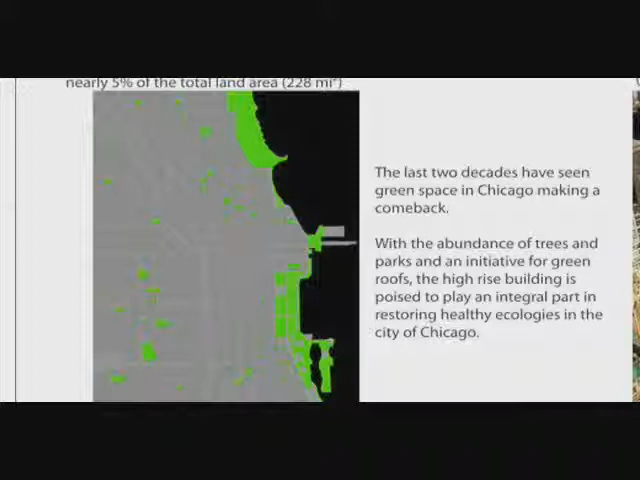 nearly 5% of the total land area (228 mi²)
The last two decades have seen
green space in Chicago making a
comeback.
With the abundance of trees and
parks and an initiative for green
roofs, the high rise building is
poised to play an integral part in
restoring healthy ecologies in the
city of Chicago.